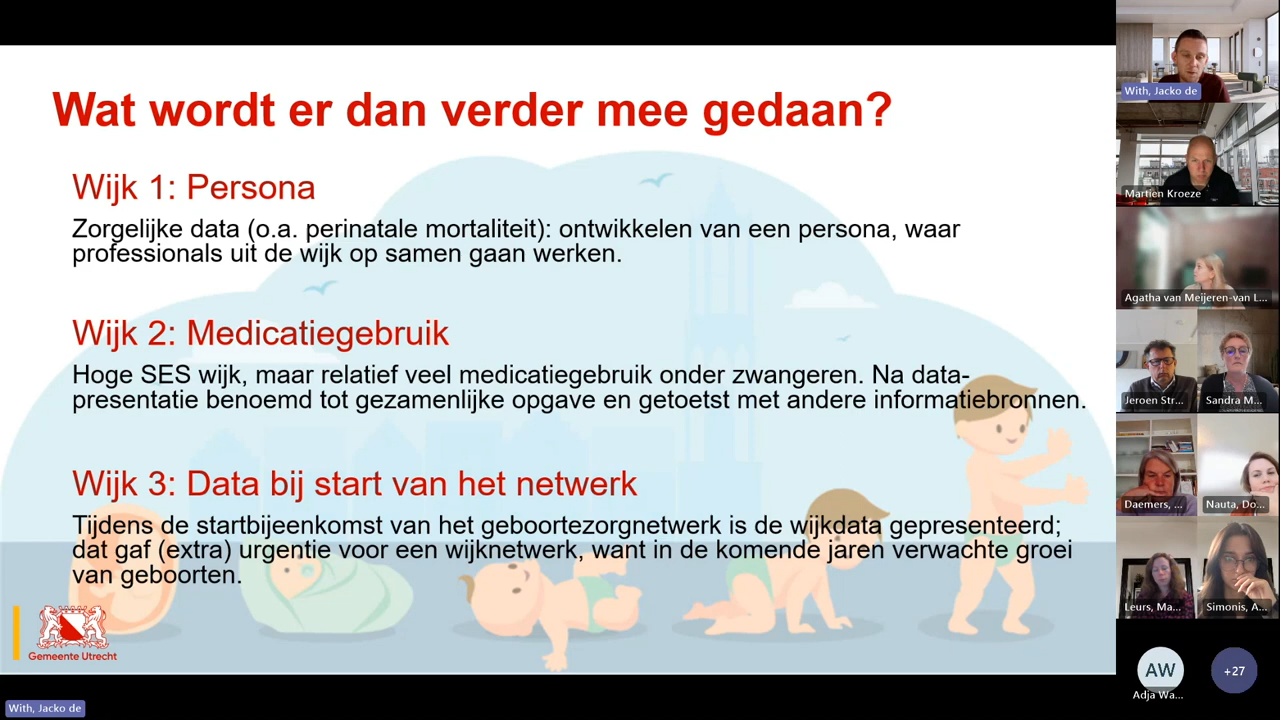 Wat wordt er dan verder mee gedaan?
Wijk 1: Persona
Zorgelijke data (o.a. perinatale mortaliteit): ontwikkelen van een persona, waar
professionals uit de wijk op samen gaan werken.
Wijk 2: Medicatiegebruik
Hoge SES wijk, maar relatief veel medicatiegebruik onder zwangeren. Na data-
presentatie benoemd tot gezamenlijke opgave en getoetst met andere informatiebronnen.
Wijk 3: Data bij start van het netwerk
Tijdens de startbijeenkomst van het geboortezorgnetwerk is de wijkdata gepresenteerd;
dat gaf (extra) urgentie voor een wijknetwerk, want in de komende jaren verwachte groei
van geboorten.
Gemeente Utrecht
With, Jacko de
With, Jacko de
Martien Kroeze
Agatha van Meijeren-van L...
Jeroen Str...
Sandra M...
Daemers, ...
Nauta, Do...
Leurs, Ma...
Simonis, A...
AW
Adja Wa...
+27